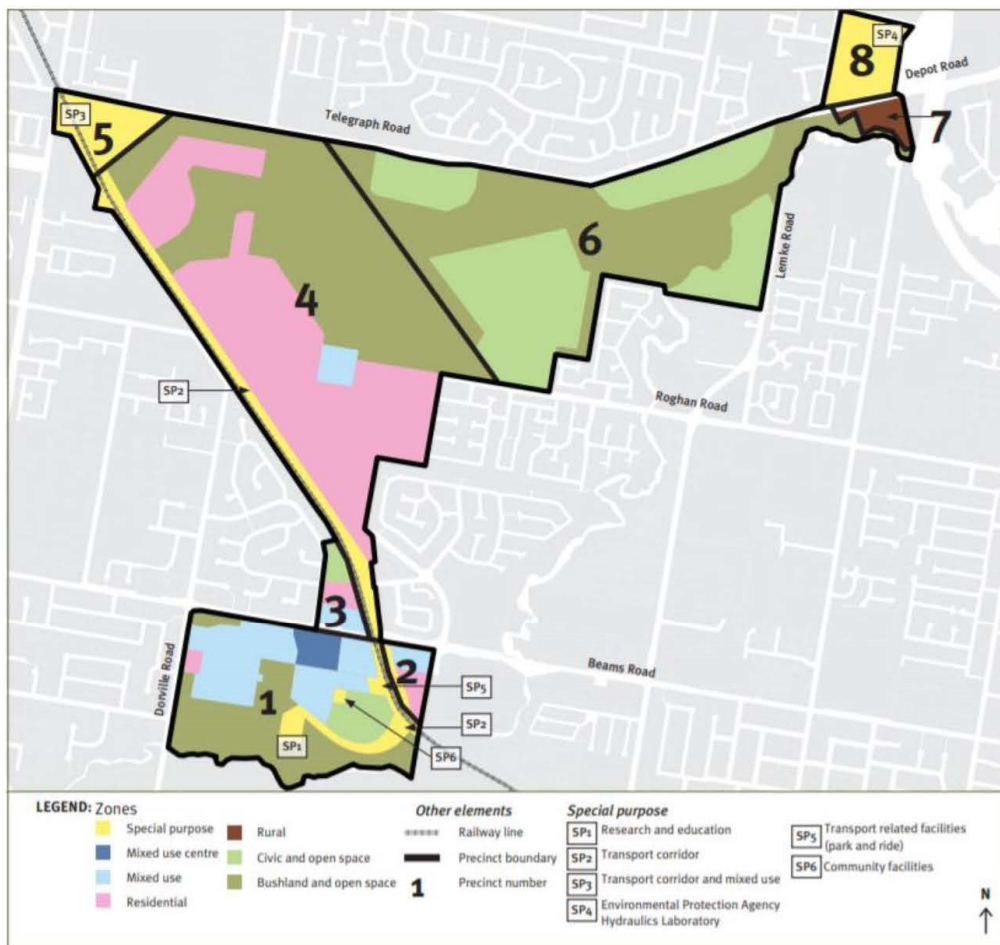 SP4
8
Depot Road
SP3
5
Telegraph Road
7
6
Lemke Road
4
SP2
Roghan Road
3
Dorville Road
Beams Road
2
SP5
1
SP2
SP1
SP6
LEGEND: Zones
Special purpose
Mixed use centre
Mixed use
Residential
Rural
Civic and open space
Bushland and open space
Other elements
Railway line
Precinct boundary
1 Precinct number
Special purpose
SP1 Research and education
SP2 Transport corridor
SP3 Transport corridor and mixed use
SP4 Environmental Protection Agency
Hydraulics Laboratory
SP5 Transport related facilities
(park and ride)
SP6 Community facilities
N